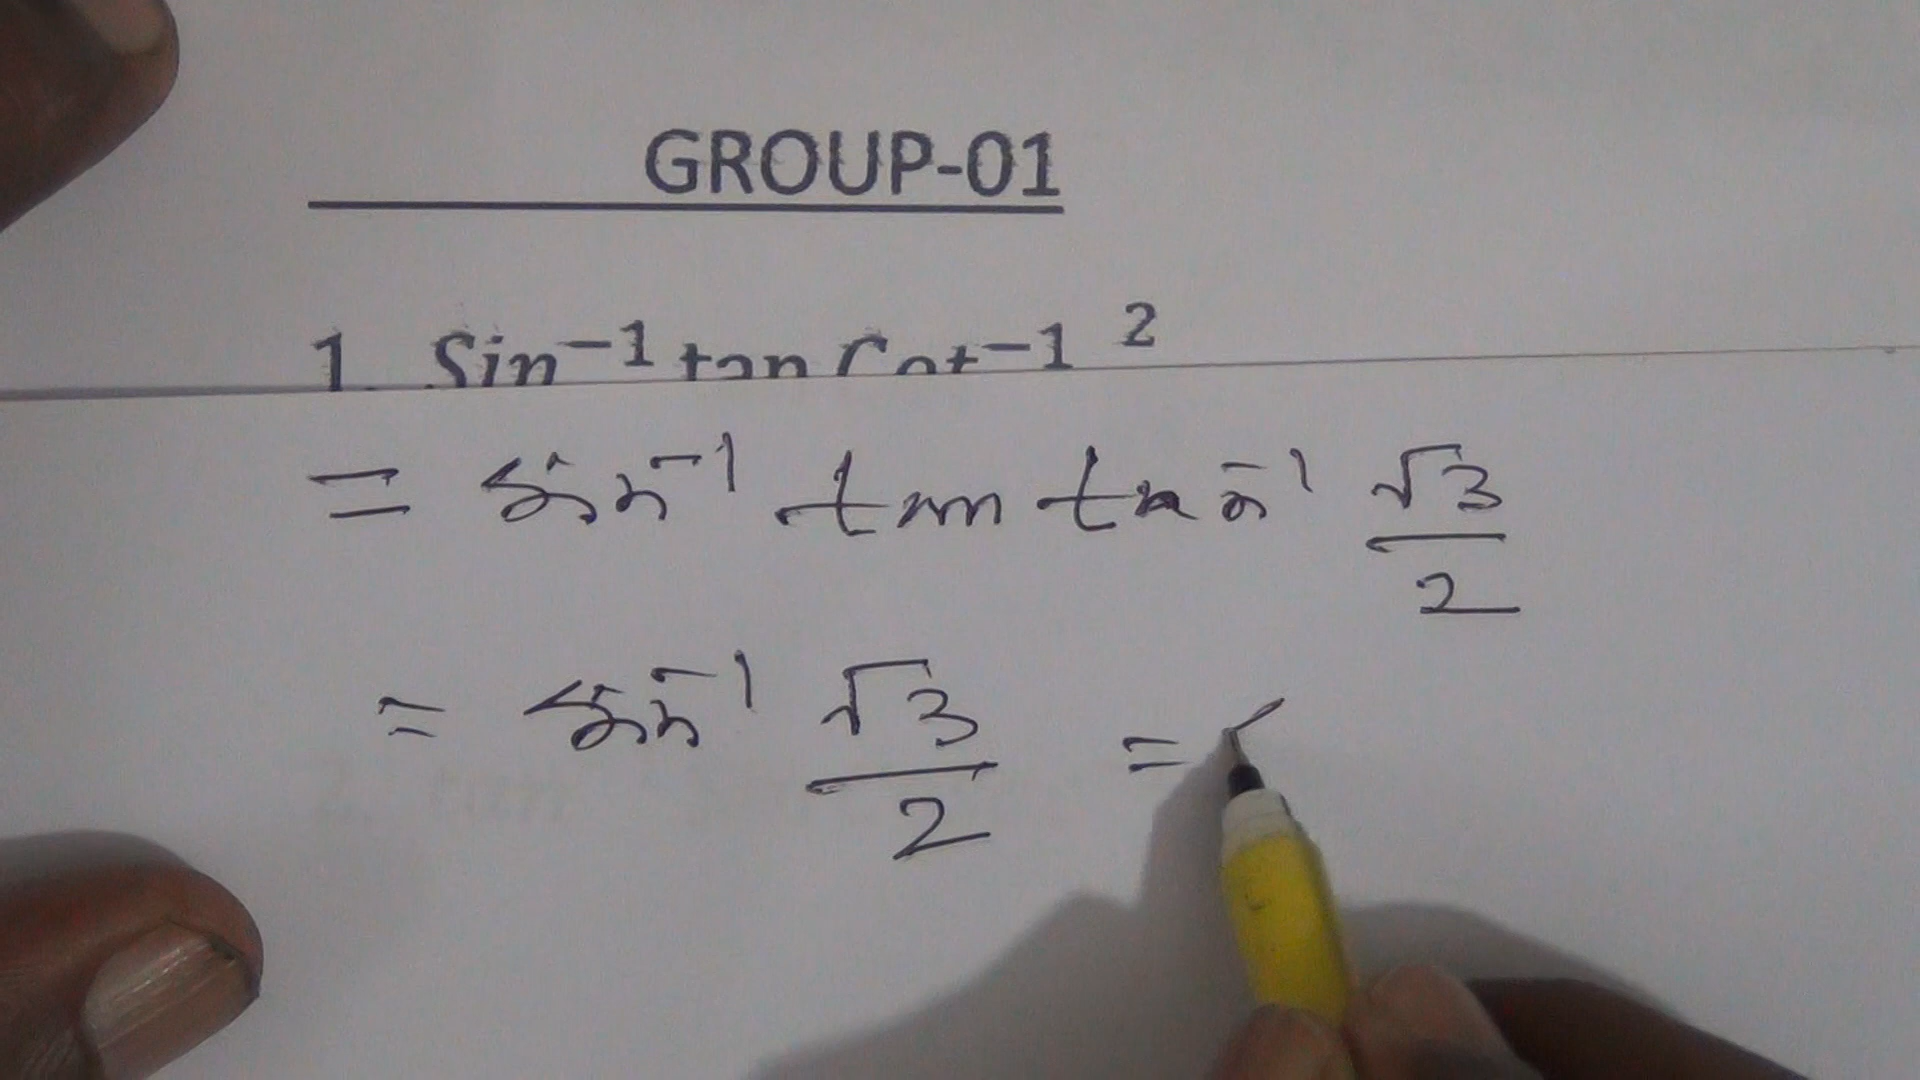 GROUP-01
1. Sin⁻¹ tan Cot⁻¹ 2
= sin⁻¹ tan tan⁻¹ √3/2
= sin⁻¹ √3/2 =